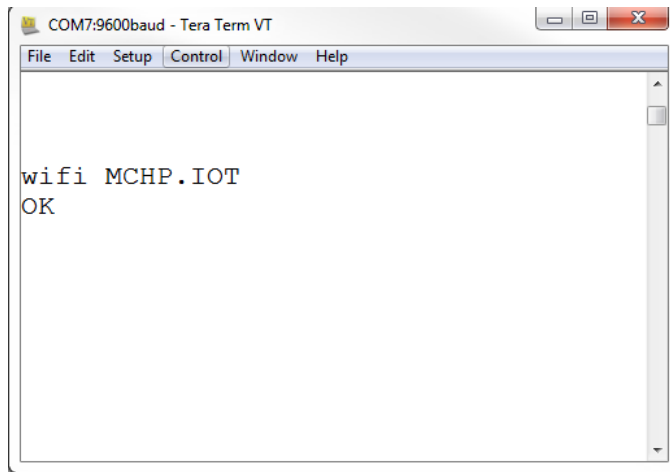 COM7:9600baud - Tera Term VT
File Edit Setup Control Window Help
wifi MCHP.IOT
OK